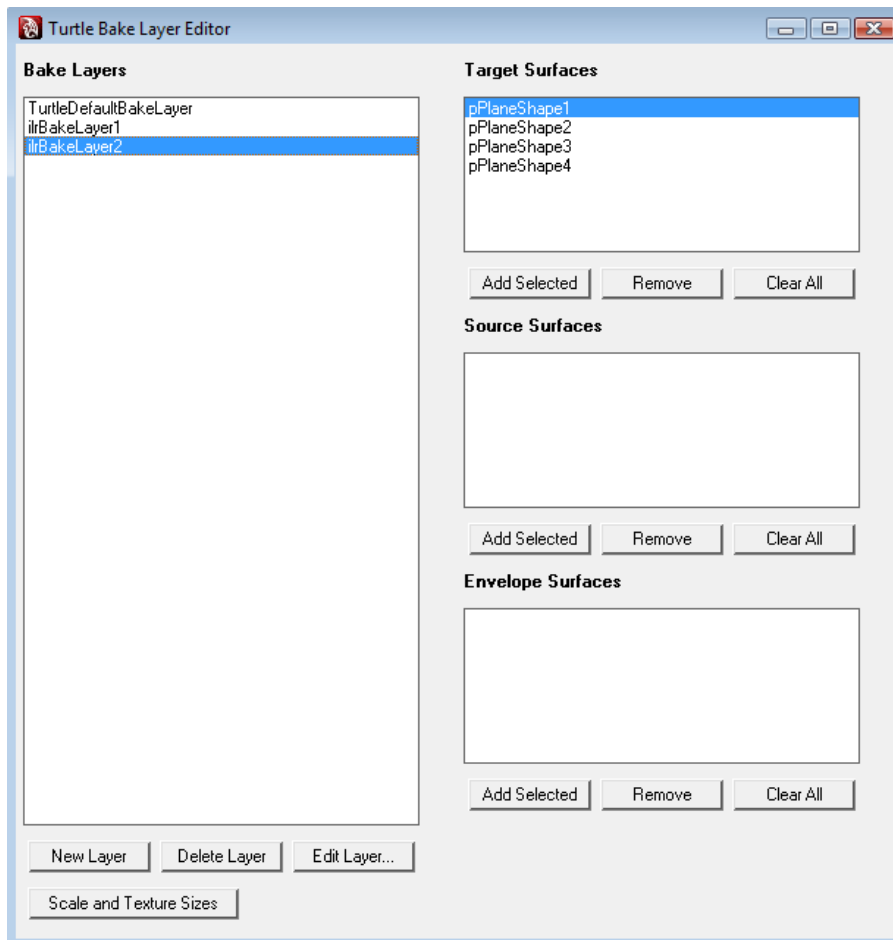 Turtle Bake Layer Editor
Bake Layers
TurtleDefaultBakeLayer
ilrBakeLayer1
ilrBakeLayer2
New Layer Delete Layer Edit Layer...
Scale and Texture Sizes
Target Surfaces
pPlaneShape1
pPlaneShape2
pPlaneShape3
pPlaneShape4
Add Selected Remove Clear All
Source Surfaces
Add Selected Remove Clear All
Envelope Surfaces
Add Selected Remove Clear All